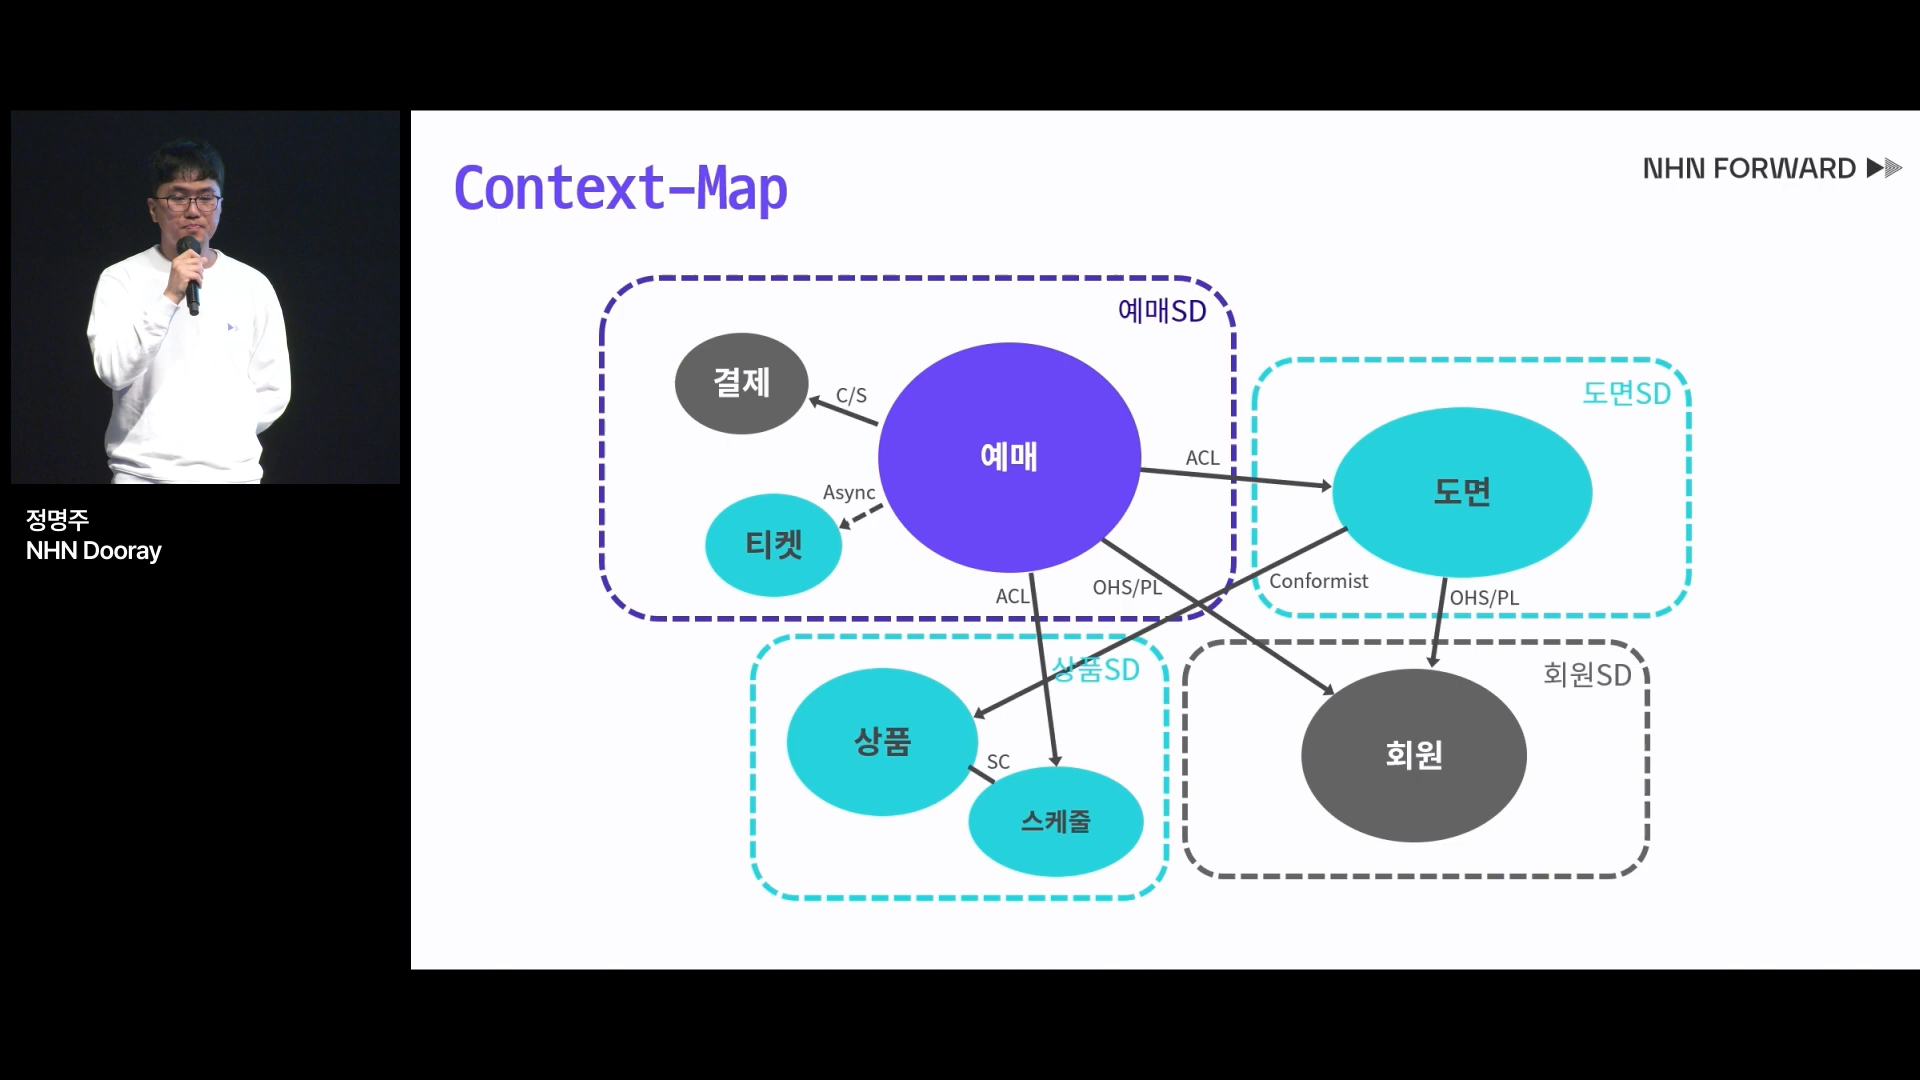 정명주
NHN Dooray
Context-Map
NHN FORWARD
예매SD
결제
C/S
예매
Async
티켓
ACL
도면SD
도면
ACL
OHS/PL
Conformist
OHS/PL
상품SD
상품
SC
스케줄
회원SD
회원